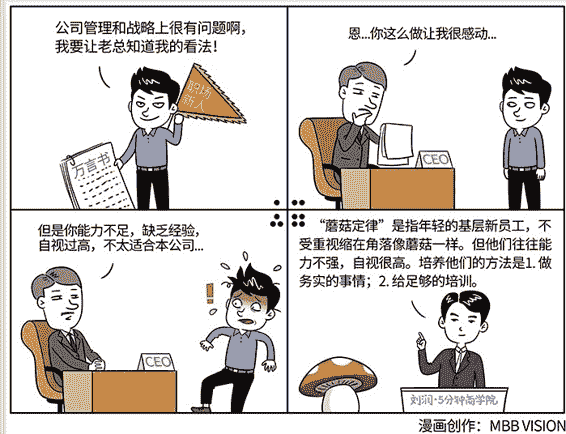 公司管理和战略上很有问题啊,
我要让老总知道我的看法!
职场
新人
万言书
恩...你这么做让我很感动...
CEO
但是你能力不足,缺乏经验,
自视过高,不太适合本公司...
CEO
“蘑菇定律”是指年轻的基层新员工,不
受重视缩在角落像蘑菇一样。但他们往往能
力不强,自视很高。培养他们的方法是1. 做
务实的事情;2. 给足够的培训。
刘润·5分钟商学院
漫画创作:MBB VISION